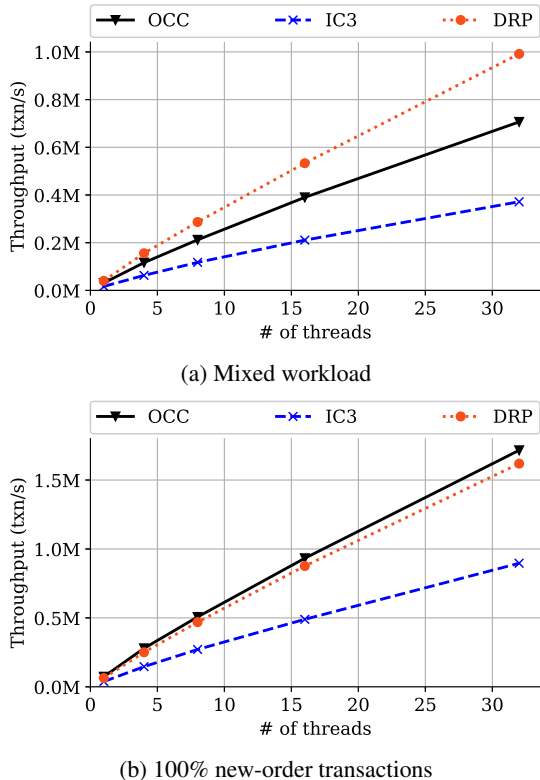 OCC IC3 DRP
1.0M
0.8M
0.6M
0.4M
0.2M
0.0M
Throughput (txn/s)
0 5 10 15 20 25 30
# of threads
(a) Mixed workload
OCC IC3 DRP
1.5M
1.0M
0.5M
0.0M
Throughput (txn/s)
0 5 10 15 20 25 30
# of threads
(b) 100% new-order transactions